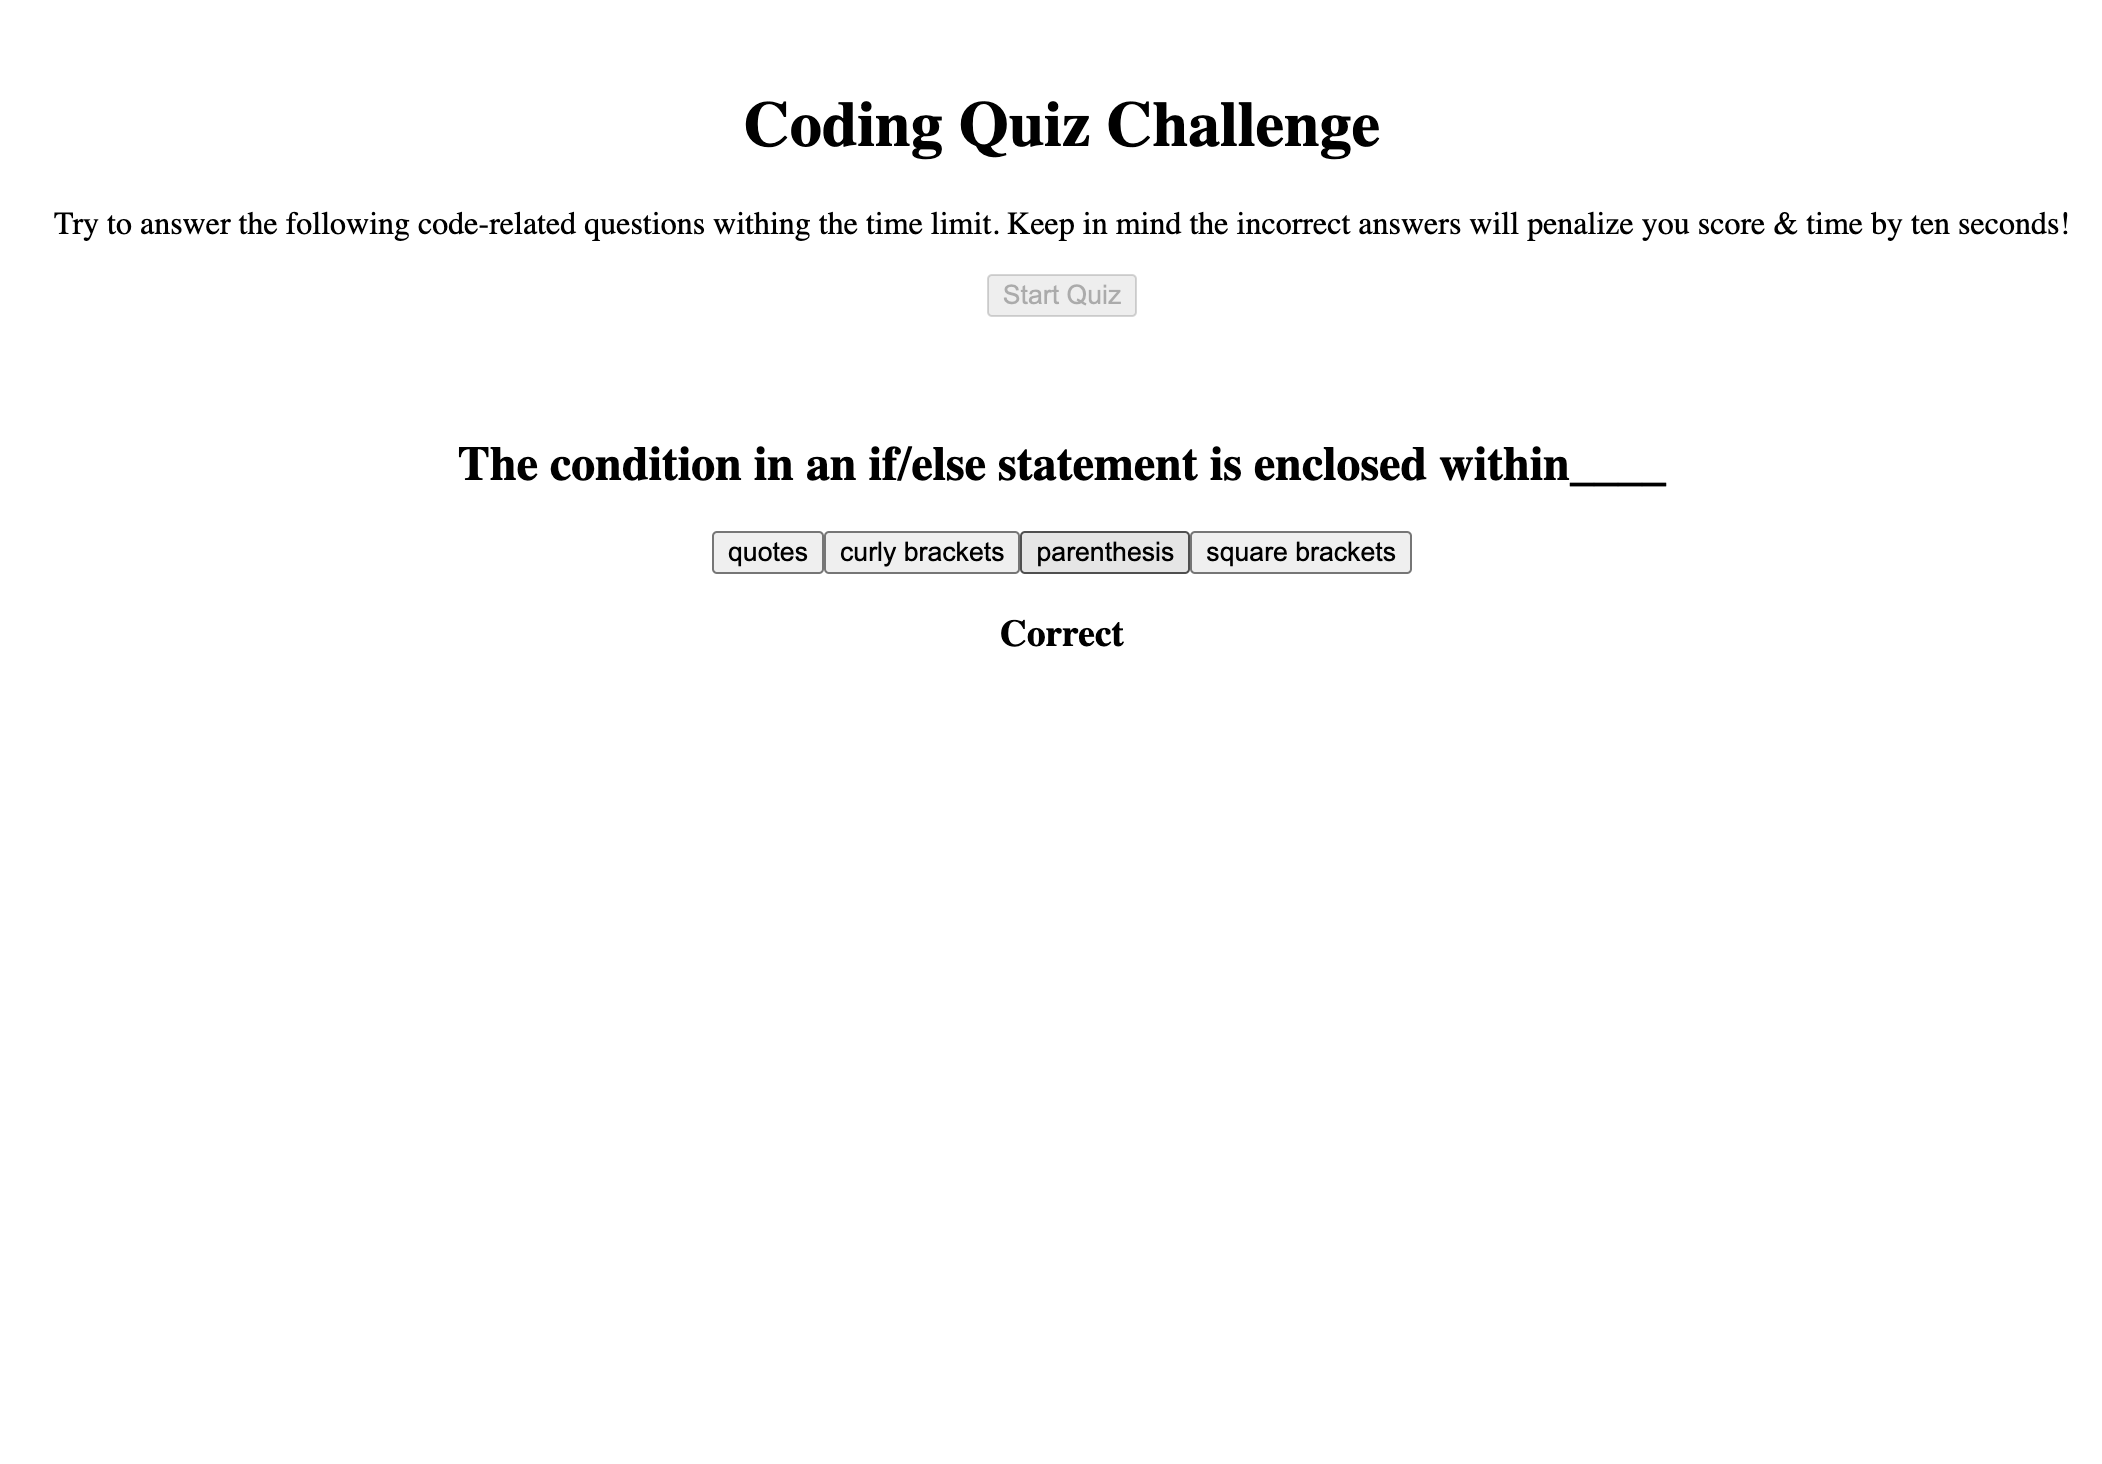 Coding Quiz Challenge
Try to answer the following code-related questions withing the time limit. Keep in mind the incorrect answers will penalize you score & time by ten seconds!
Start Quiz
The condition in an if/else statement is enclosed within____
quotes curly brackets parenthesis square brackets
Correct